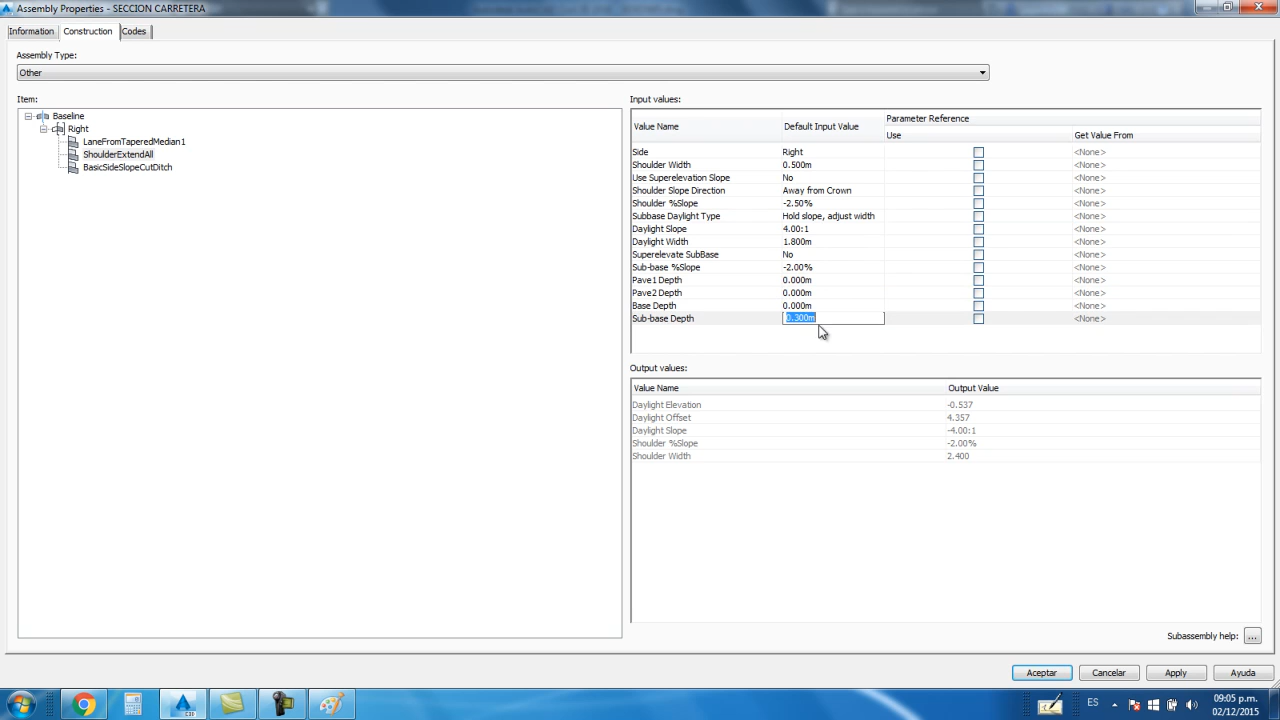 Assembly Properties - SECCION CARRETERA
Information Construction Codes
Assembly Type:
Other
Item:
Baseline
Right
LaneFromTaperedMedian1
ShoulderExtendAll
BasicSideSlopeCutDitch
Input values:
Value Name Default Input Value Parameter Reference
Use Get Value From
Side Right <None>
Shoulder Width 0.500m <None>
Use Superelevation Slope No <None>
Shoulder Slope Direction Away from Crown <None>
Shoulder %Slope -2.50% <None>
Subbase Daylight Type Hold slope, adjust width <None>
Daylight Slope 4.00:1 <None>
Daylight Width 1.800m <None>
Superelevate SubBase No <None>
Sub-base %Slope -2.00% <None>
Pave1 Depth 0.000m <None>
Pave2 Depth 0.000m <None>
Base Depth 0.000m <None>
Sub-base Depth 0.300m <None>
Output values:
Value Name Output Value
Daylight Elevation -0.537
Daylight Offset 4.357
Daylight Slope -4.00:1
Shoulder %Slope -2.00%
Shoulder Width 2.400
Subassembly help: ...
Aceptar Cancelar Apply Ayuda
ES 09:05 p.m.
02/12/2015